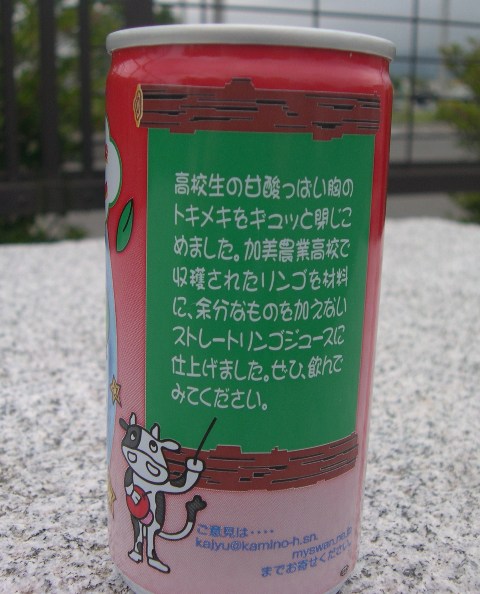 高校生の甘酸っぱい胸の
トキメキをキュッと閉じこ
めました。加美農業高校で
収穫されたリンゴを材料
に、余分なものを加えない
ストレートリンゴジュースに
仕上げました。ぜひ、飲んで
みてください。
ご意見は・・・・
kajyu@kamino-h.sn.
myswan.ne.jp
までお寄せください。